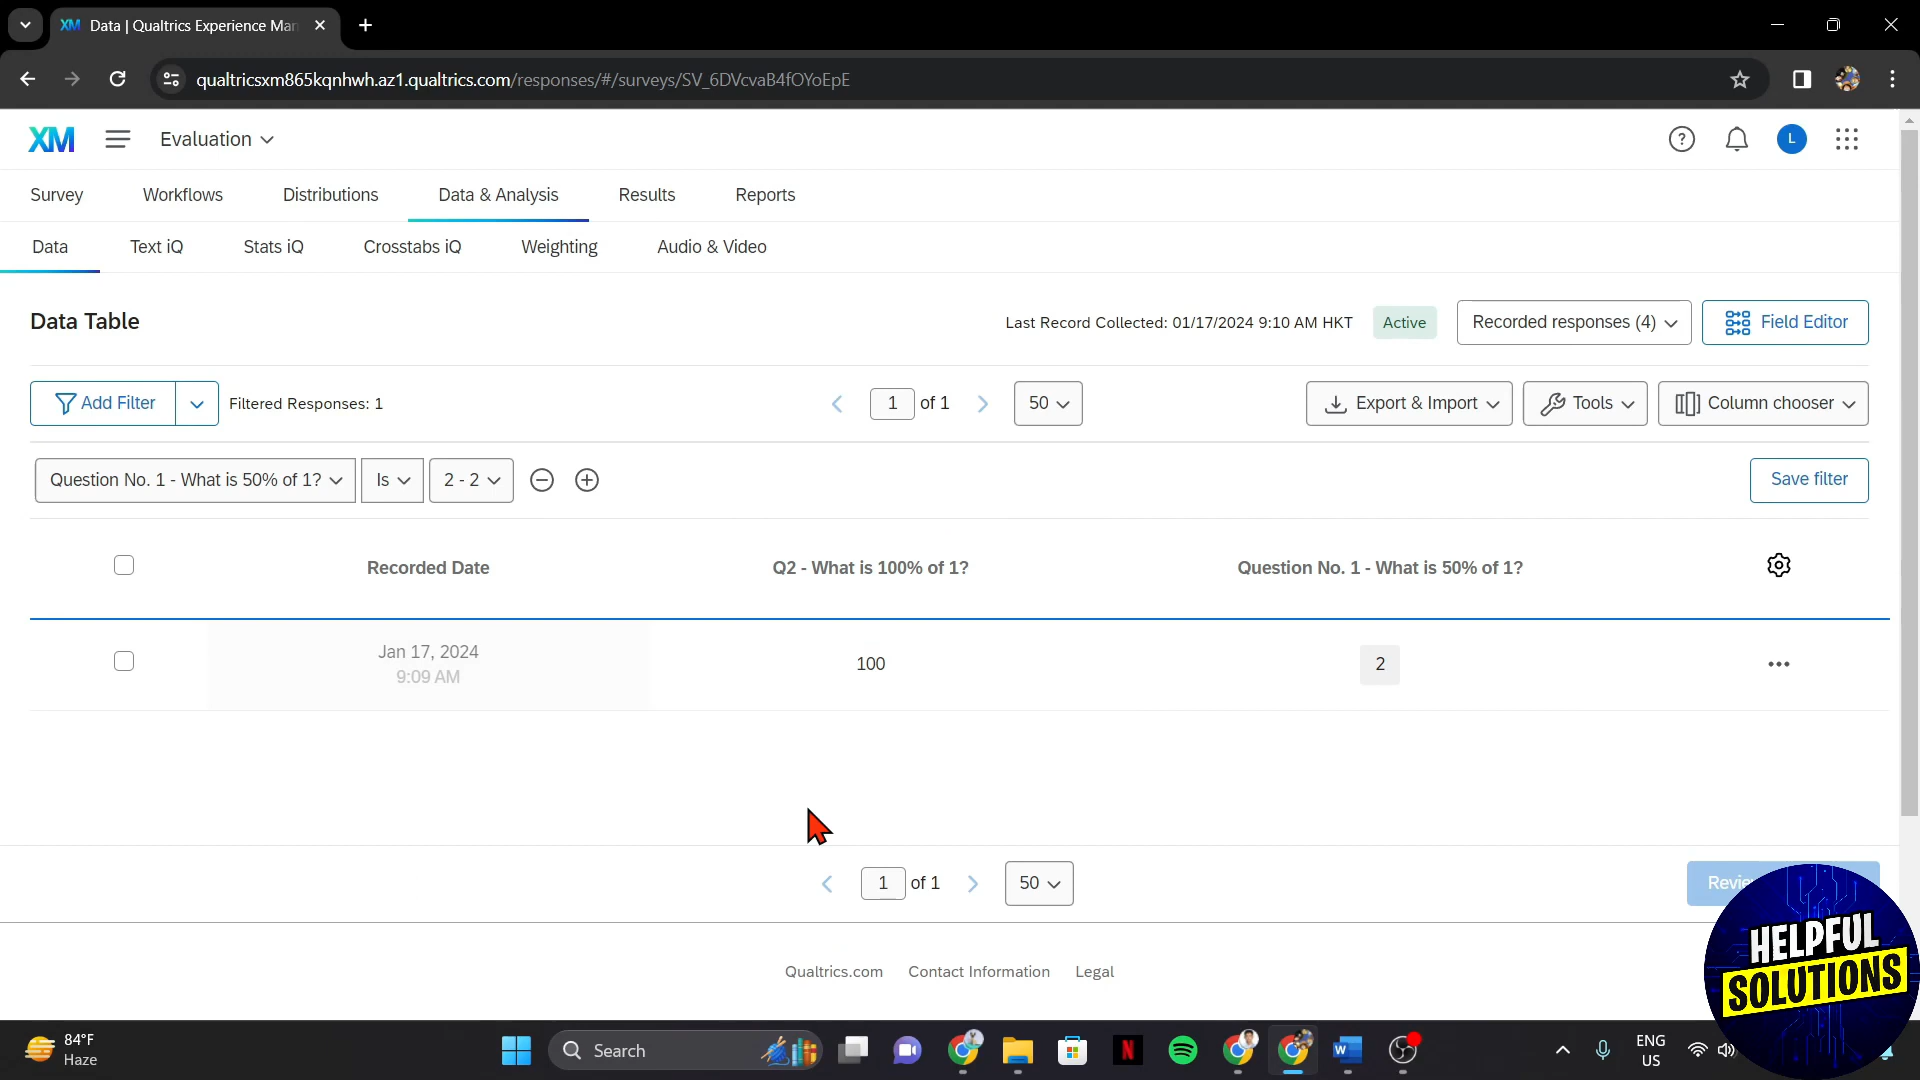 XM Data | Qualtrics Experience Mar
qualtricsxm865kqnhwh.az1.qualtrics.com/responses/#/surveys/SV_6DVcvaB4fOYoEpE
XM Evaluation L
Survey Workflows Distributions Data & Analysis Results Reports
Data Text iQ Stats iQ Crosstabs iQ Weighting Audio & Video
Data Table Last Record Collected: 01/17/2024 9:10 AM HKT Active Recorded responses (4) Field Editor
Add Filter Filtered Responses: 1 1 of 1 50 Export & Import Tools Column chooser
Question No. 1 - What is 50% of 1? Is 2 - 2 Save filter
Recorded Date Q2 - What is 100% of 1? Question No. 1 - What is 50% of 1?
Jan 17, 2024 100 2
9:09 AM
1 of 1 50
HELPFUL
SOLUTIONS
Qualtrics.com Contact Information Legal
84°F
Haze
Search
N
W
ENG
US